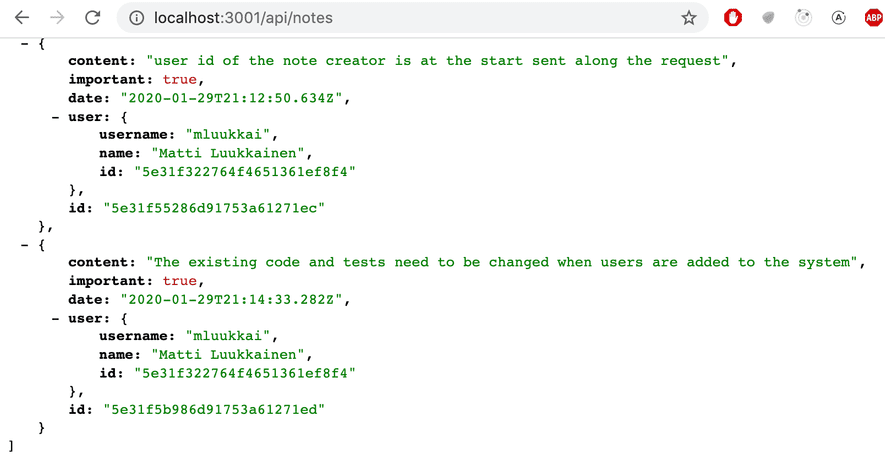 localhost:3001/api/notes
ABP
– {
content: "user id of the note creator is at the start sent along the request",
important: true,
date: "2020-01-29T21:12:50.634Z",
– user: {
username: "mluukkai",
name: "Matti Luukkainen",
id: "5e31f322764f4651361ef8f4"
},
id: "5e31f55286d91753a61271ec"
},
– {
content: "The existing code and tests need to be changed when users are added to the system",
important: true,
date: "2020-01-29T21:14:33.282Z",
– user: {
username: "mluukkai",
name: "Matti Luukkainen",
id: "5e31f322764f4651361ef8f4"
},
id: "5e31f5b986d91753a61271ed"
}
]